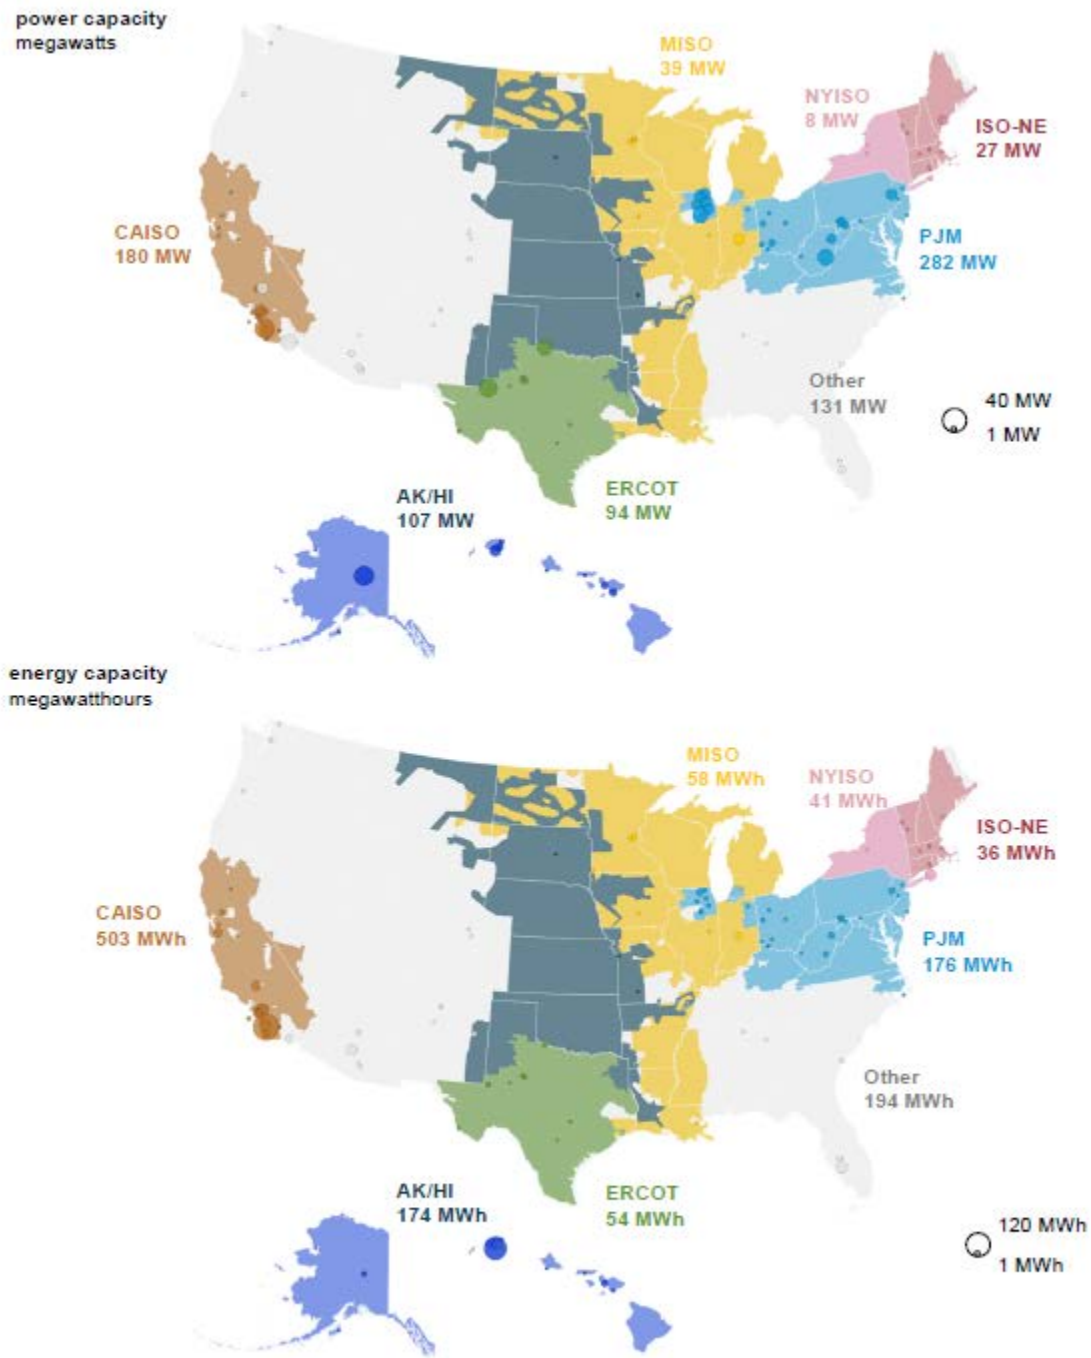 power capacity
megawatts
MISO
39 MW
NYISO
8 MW
ISO-NE
27 MW
CAISO
180 MW
PJM
282 MW
Other
131 MW
40 MW
1 MW
AK/HI
107 MW
ERCOT
94 MW
energy capacity
megawatthours
MISO
58 MWh
NYISO
41 MWh
ISO-NE
36 MWh
CAISO
503 MWh
PJM
176 MWh
Other
194 MWh
AK/HI
174 MWh
ERCOT
54 MWh
120 MWh
1 MWh